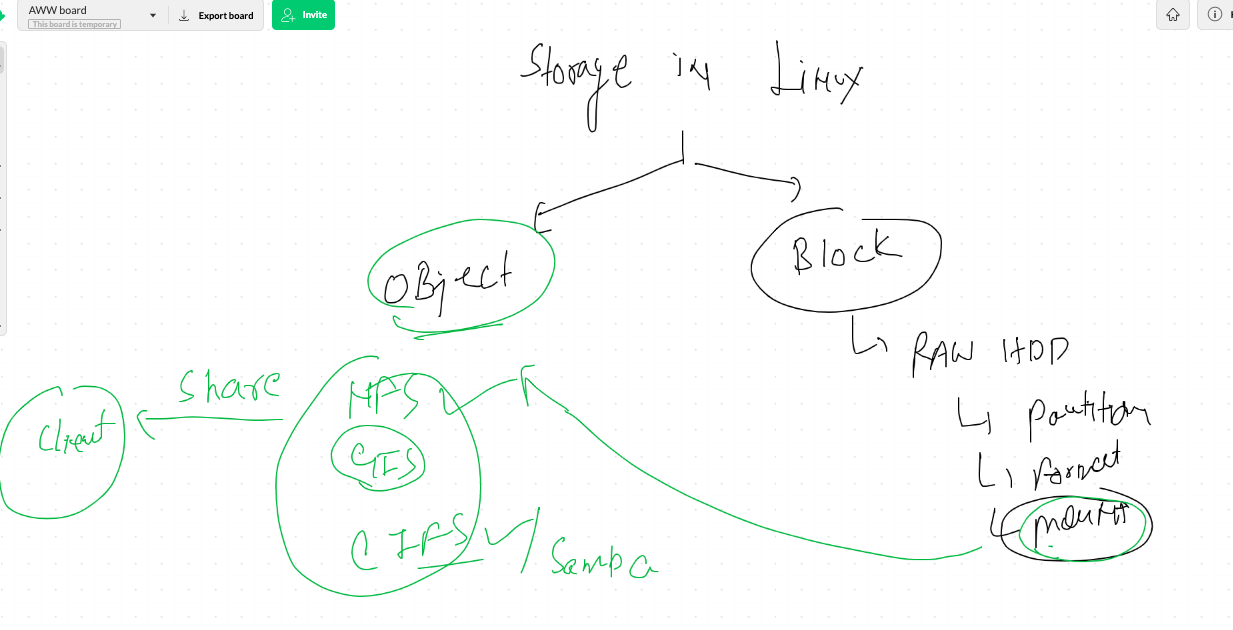 AWW board
This board is temporary
Export board
Invite
Storage in Linux
OBject
Block
RAW HDD
Partition
Format
Mount
Share
Client
NFS
CIFS / Samba